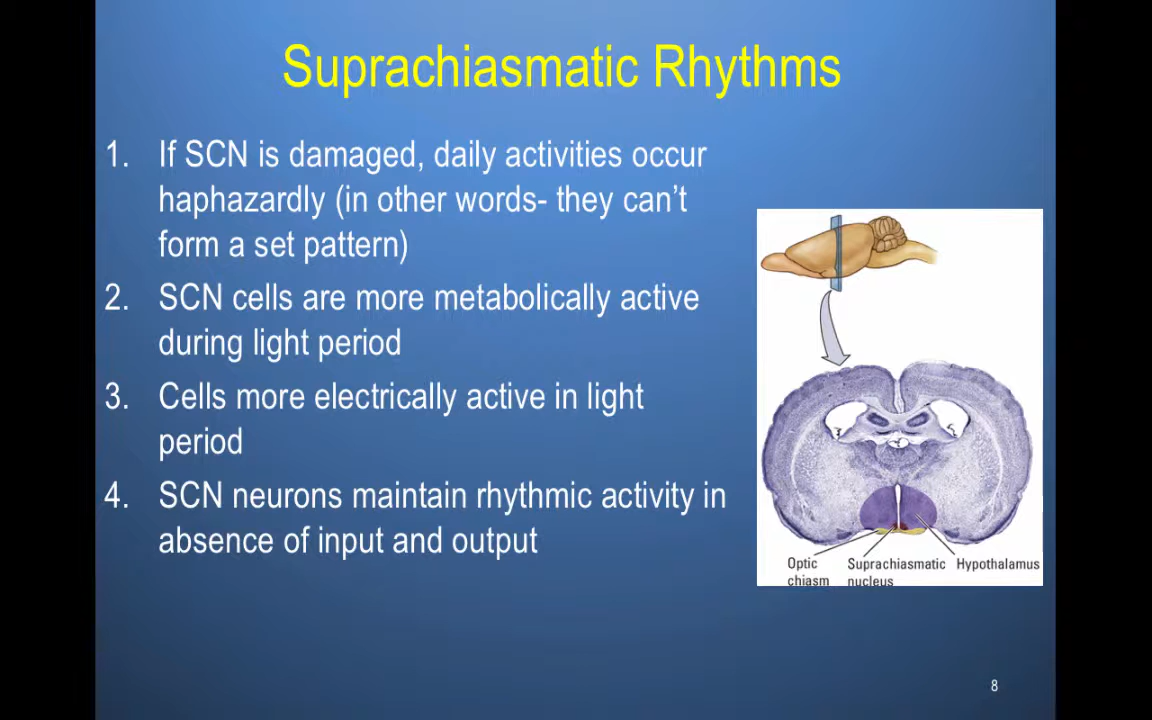 Suprachiasmatic Rhythms
1. If SCN is damaged, daily activities occur
haphazardly (in other words- they can’t
form a set pattern)
2. SCN cells are more metabolically active
during light period
3. Cells more electrically active in light
period
4. SCN neurons maintain rhythmic activity in
absence of input and output
Optic
chiasm
Suprachiasmatic
nucleus
Hypothalamus
8